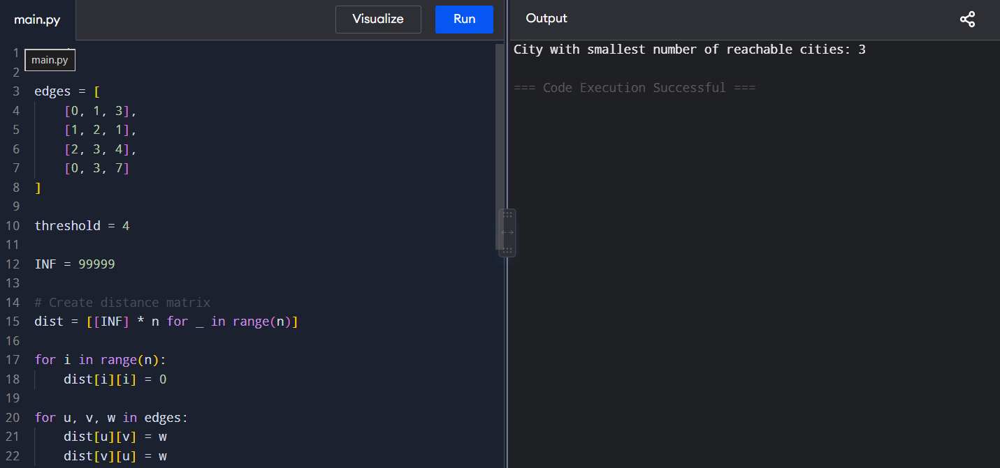 main.py
Visualize
Run
Output
1
main.py
2
3 edges = [
4 [0, 1, 3],
5 [1, 2, 1],
6 [2, 3, 4],
7 [0, 3, 7]
8 ]
9
10 threshold = 4
11
12 INF = 99999
13
14 # Create distance matrix
15 dist = [[INF] * n for _ in range(n)]
16
17 for i in range(n):
18 dist[i][i] = 0
19
20 for u, v, w in edges:
21 dist[u][v] = w
22 dist[v][u] = w
City with smallest number of reachable cities: 3
=== Code Execution Successful ===